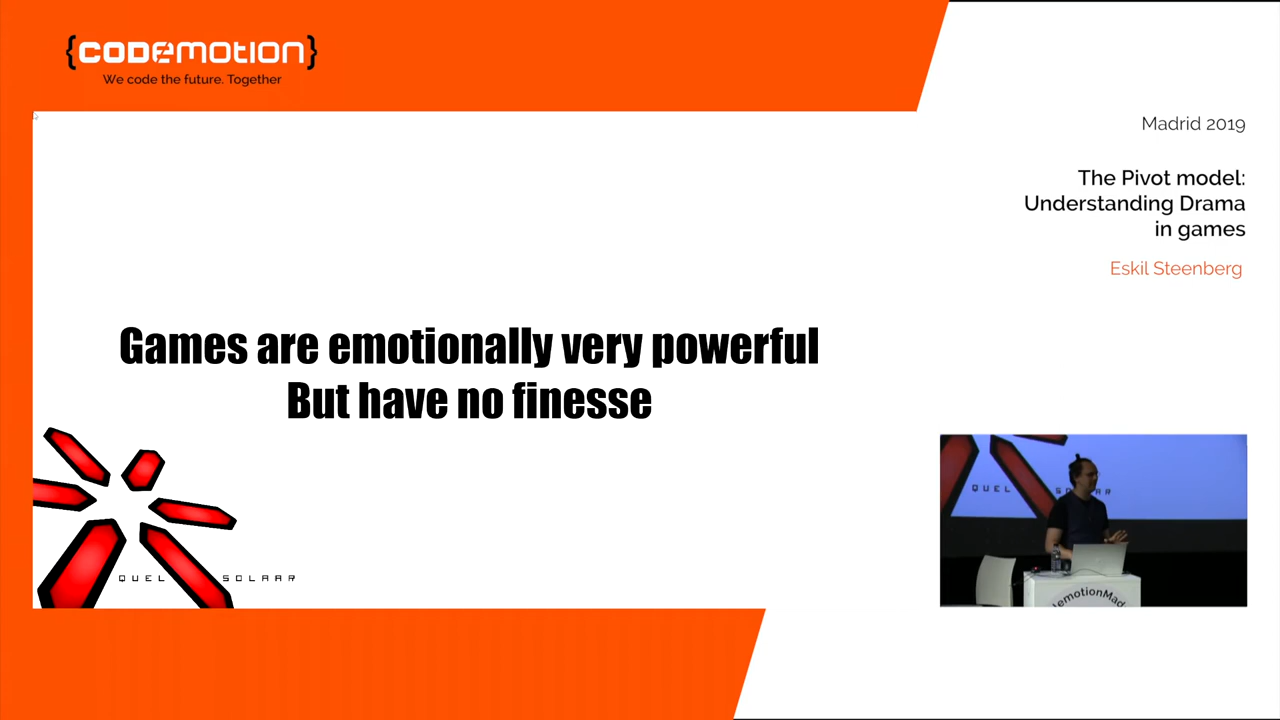 {CODEMOTION}
We code the future. Together
Madrid 2019
The Pivot model:
Understanding Drama
in games
Eskil Steenberg
Games are emotionally very powerful
But have no finesse
QUEL SOLAAR
QUEL SOLAAR
emotionMad